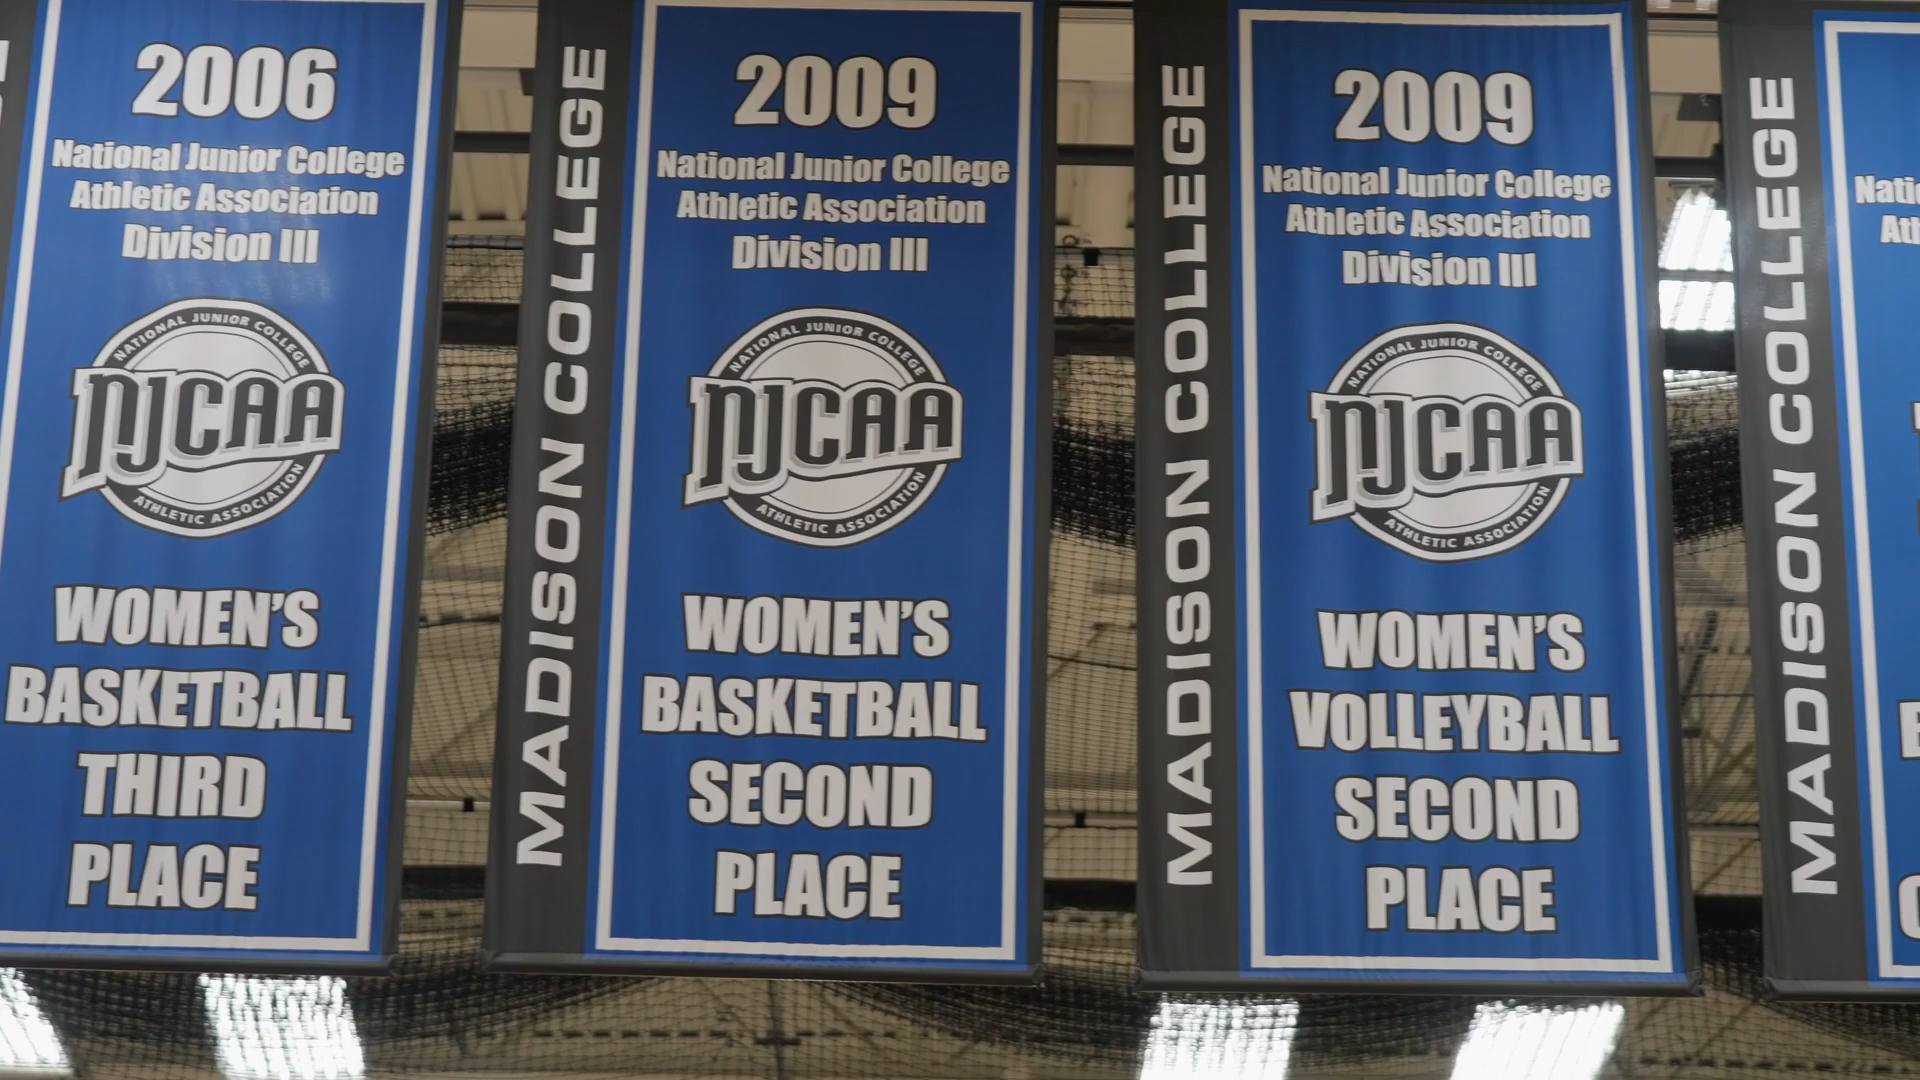 2006
National Junior College
Athletic Association
Division III
NATIONAL JUNIOR COLLEGE
NJCAA
ATHLETIC ASSOCIATION
WOMEN'S
BASKETBALL
THIRD
PLACE
MADISON COLLEGE
2009
National Junior College
Athletic Association
Division III
NATIONAL JUNIOR COLLEGE
NJCAA
ATHLETIC ASSOCIATION
WOMEN'S
BASKETBALL
SECOND
PLACE
MADISON COLLEGE
2009
National Junior College
Athletic Association
Division III
NATIONAL JUNIOR COLLEGE
NJCAA
ATHLETIC ASSOCIATION
WOMEN'S
VOLLEYBALL
SECOND
PLACE
MADISON COLLEGE